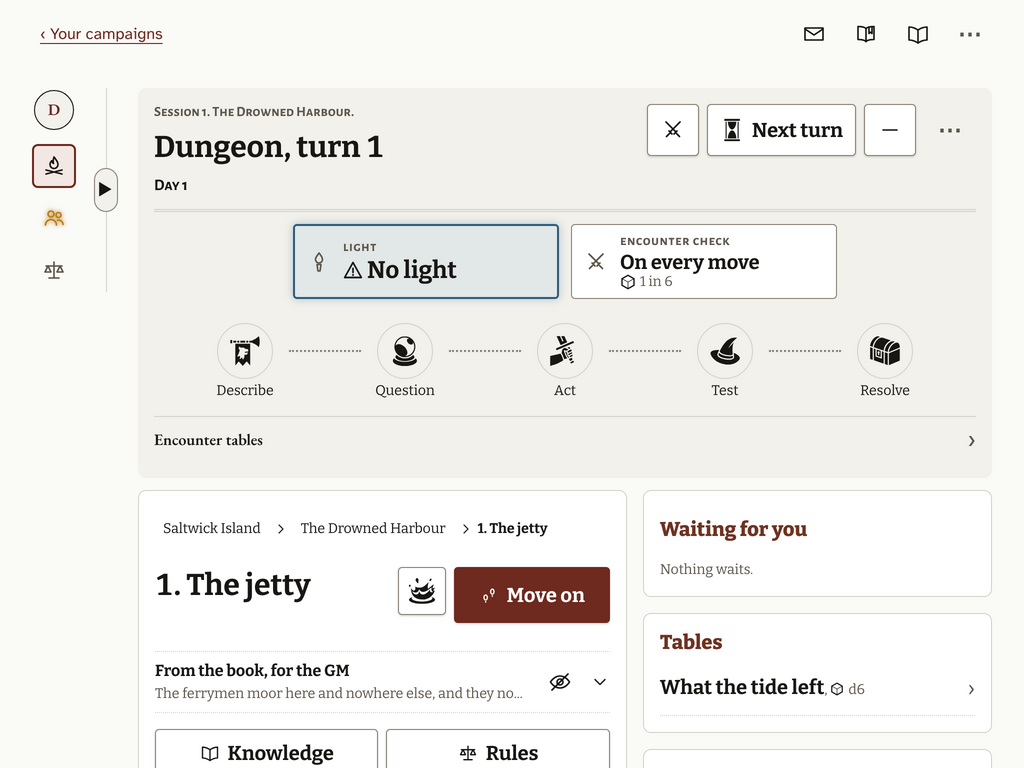 ‹ Your campaigns
D
Session 1. The Drowned Harbour.
Dungeon, turn 1
Day 1
Next turn
LIGHT
No light
ENCOUNTER CHECK
On every move
1 in 6
Describe
Question
Act
Test
Resolve
Encounter tables
Saltwick Island › The Drowned Harbour › 1. The jetty
1. The jetty
Move on
From the book, for the GM
The ferrymen moor here and nowhere else, and they no...
Knowledge
Rules
Waiting for you
Nothing waits.
Tables
What the tide left, d6